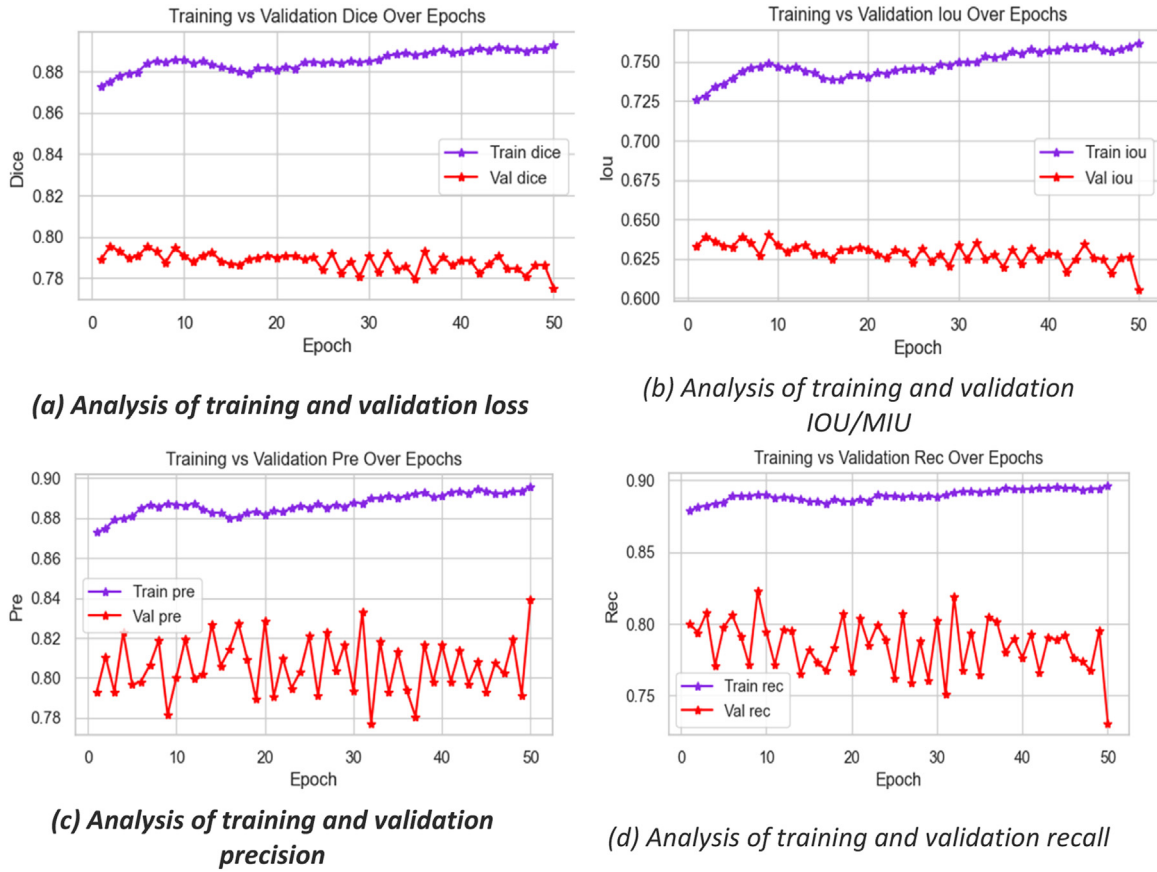 Training vs Validation Dice Over Epochs
0.88
0.86
0.84
0.82
0.80
0.78
Dice
Train dice
Val dice
0 10 20 30 40 50
Epoch
(a) Analysis of training and validation loss
Training vs Validation Iou Over Epochs
0.750
0.725
0.700
0.675
0.650
0.625
0.600
Iou
Train iou
Val iou
0 10 20 30 40 50
Epoch
(b) Analysis of training and validation
IOU/MIU
Training vs Validation Pre Over Epochs
0.90
0.88
0.86
0.84
0.82
0.80
0.78
Pre
Train pre
Val pre
0 10 20 30 40 50
Epoch
(c) Analysis of training and validation
precision
Training vs Validation Rec Over Epochs
0.90
0.85
0.80
0.75
Rec
Train rec
Val rec
0 10 20 30 40 50
Epoch
(d) Analysis of training and validation recall